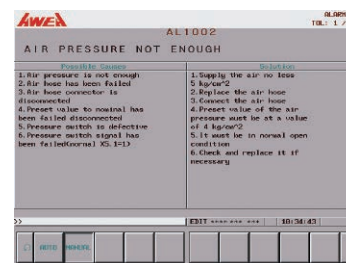 AWEA
ALARM
TOL: 1 /
AL1002
AIR PRESSURE NOT ENOUGH
Possible Causes
1.Air pressure is not enough
2.Air hose has been failed
3.Air hose connector is
disconnected
4.Preset value to nominal has
been failed disconnected
5.Pressure switch is defective
6.Pressure switch signal has
been failed(normal X5.1=1)
Solution
1.Supply the air no less
5 kg/cm^2
2.Replace the air hose
3.Connect the air hose
4.Preset value of the air
pressure must be at a value
of 4 kg/cm^2
5.It must be in normal open
condition
6.Check and replace it if
necessary
>>
EDIT **** *** ***
10:34:43
AUTO
MANUAL